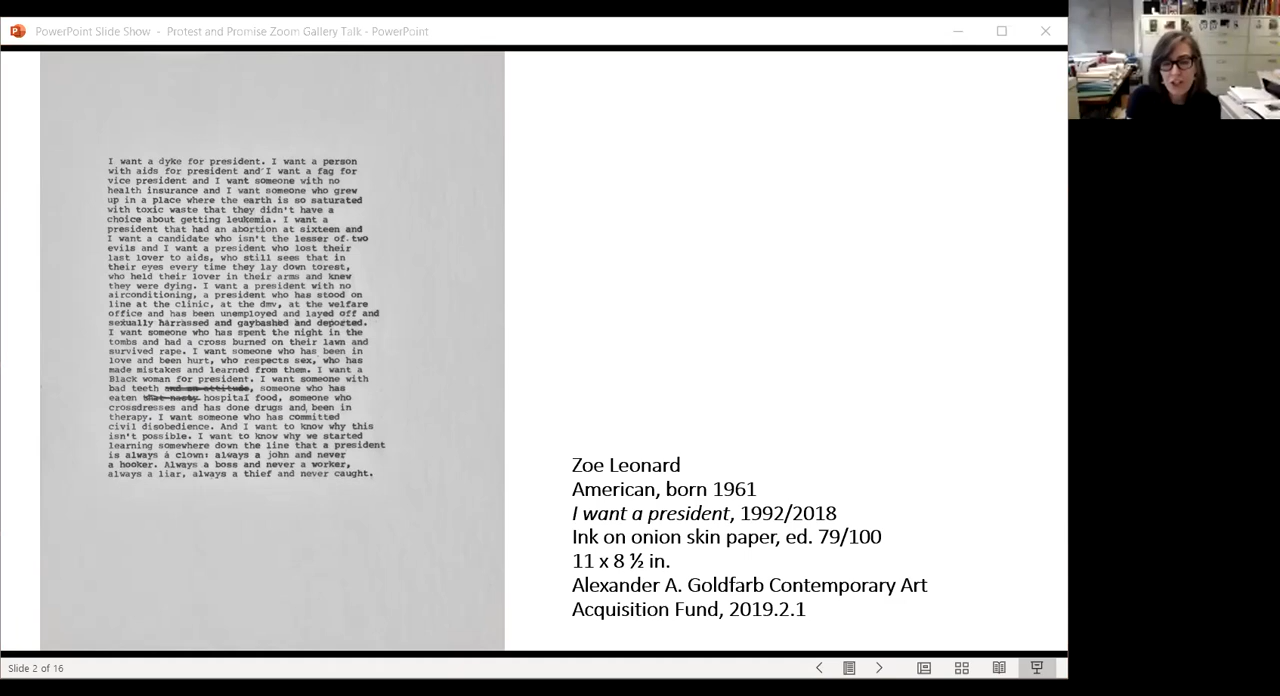 PowerPoint Slide Show - Protest and Promise Zoom Gallery Talk - PowerPoint
I want a dyke for president. I want a person
with aids for president and I want a fag for
vice president and I want someone with no
health insurance and I want someone who grew
up in a place where the earth is so saturated
with toxic waste that they didn't have a
choice about getting leukemia. I want a
president that had an abortion at sixteen and
I want a candidate who isn't the lesser of two
evils and I want a president who lost their
last lover to aids, who still sees that in
their eyes every time they lay down torest,
who held their lover in their arms and knew
they were dying. I want a president with no
airconditioning, a president who has stood on
line at the clinic, at the dmv, at the welfare
office and has been unemployed and layed off and
sexually harrassed and gaybashed and deported.
I want someone who has spent the night in the
tombs and had a cross burned on their lawn and
survived rape. I want someone who has been in
love and been hurt, who respects sex, who has
made mistakes and learned from them. I want a
Black woman for president. I want someone with
bad teeth and an attitude, someone who has
eaten that nasty hospital food, someone who
crossdresses and has done drugs and been in
therapy. I want someone who has committed
civil disobedience. And I want to know why this
isn't possible. I want to know why we started
learning somewhere down the line that a president
is always a clown: always a john and never
a hooker. Always a boss and never a worker,
always a liar, always a thief and never caught.
Zoe Leonard
American, born 1961
I want a president, 1992/2018
Ink on onion skin paper, ed. 79/100
11 x 8 ½ in.
Alexander A. Goldfarb Contemporary Art
Acquisition Fund, 2019.2.1
Slide 2 of 16